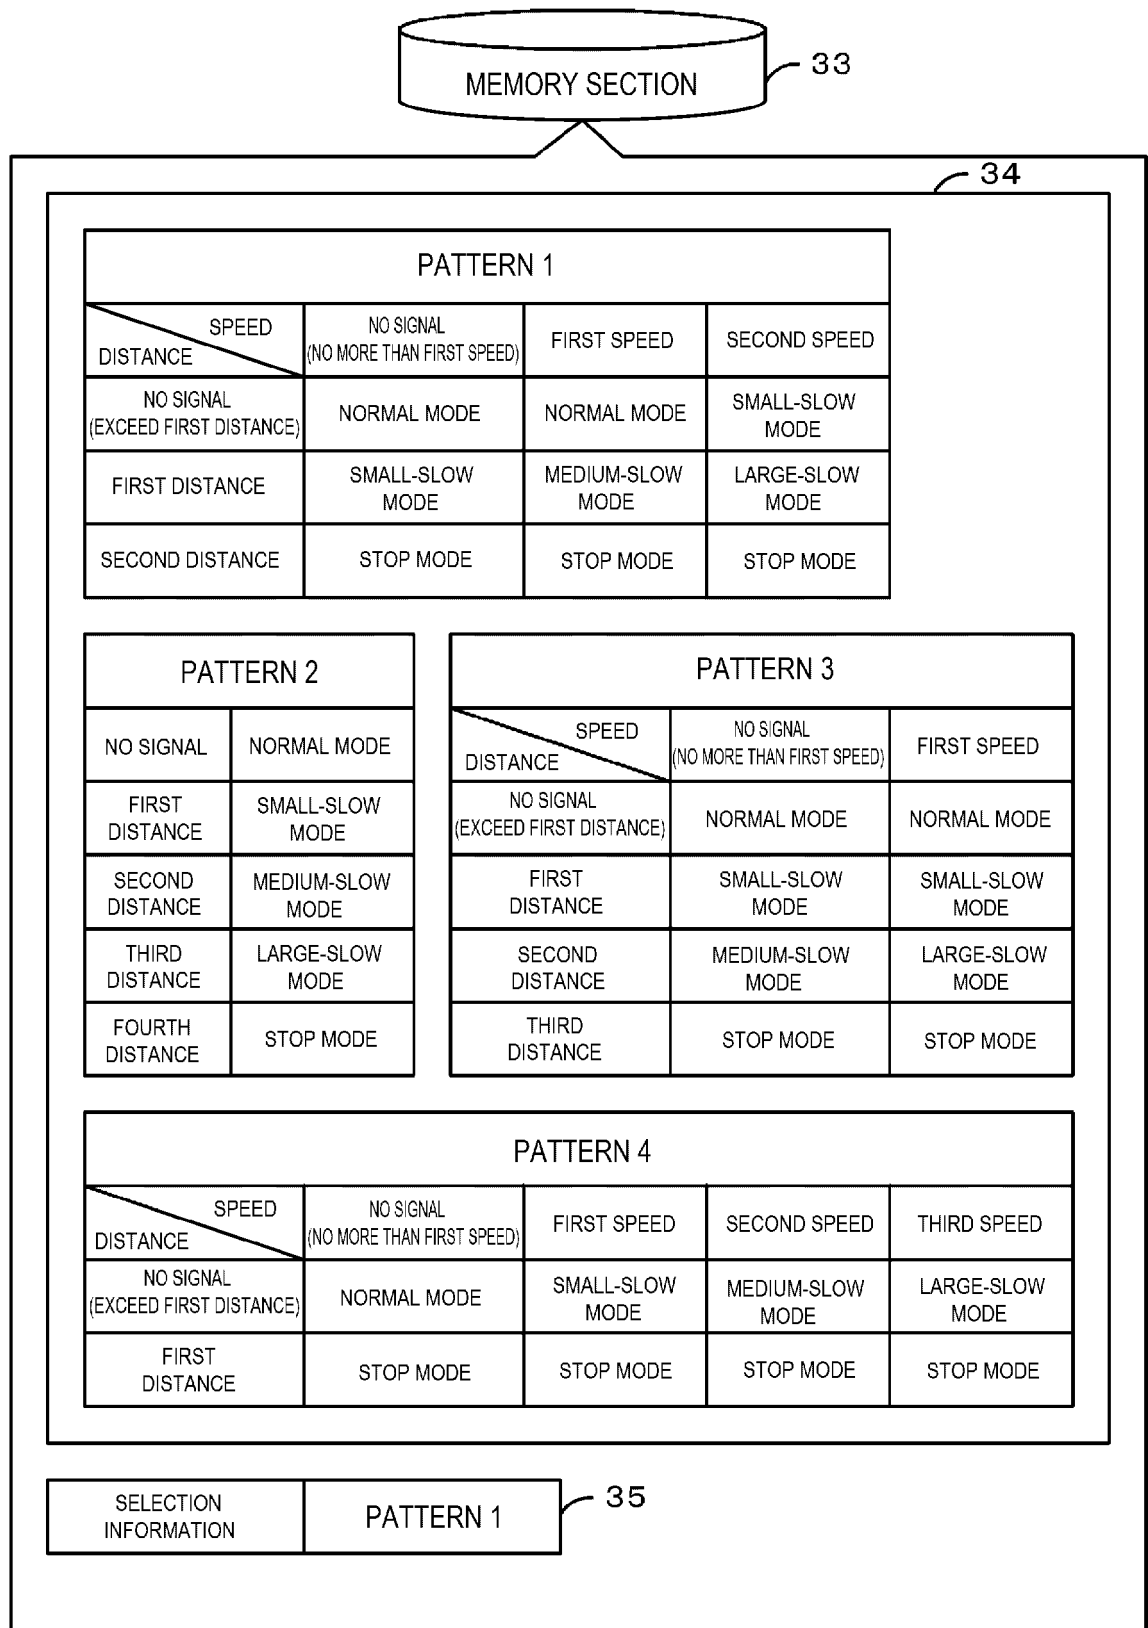 MEMORY SECTION
33
34
PATTERN 1
SPEED
DISTANCE
NO SIGNAL
(NO MORE THAN FIRST SPEED)
FIRST SPEED
SECOND SPEED
NO SIGNAL
(EXCEED FIRST DISTANCE)
NORMAL MODE
NORMAL MODE
SMALL-SLOW
MODE
FIRST DISTANCE
SMALL-SLOW
MODE
MEDIUM-SLOW
MODE
LARGE-SLOW
MODE
SECOND DISTANCE
STOP MODE
STOP MODE
STOP MODE
PATTERN 2
NO SIGNAL
NORMAL MODE
FIRST
DISTANCE
SMALL-SLOW
MODE
SECOND
DISTANCE
MEDIUM-SLOW
MODE
THIRD
DISTANCE
LARGE-SLOW
MODE
FOURTH
DISTANCE
STOP MODE
PATTERN 3
SPEED
DISTANCE
NO SIGNAL
(NO MORE THAN FIRST SPEED)
FIRST SPEED
NO SIGNAL
(EXCEED FIRST DISTANCE)
NORMAL MODE
NORMAL MODE
FIRST
DISTANCE
SMALL-SLOW
MODE
SMALL-SLOW
MODE
SECOND
DISTANCE
MEDIUM-SLOW
MODE
LARGE-SLOW
MODE
THIRD
DISTANCE
STOP MODE
STOP MODE
PATTERN 4
SPEED
DISTANCE
NO SIGNAL
(NO MORE THAN FIRST SPEED)
FIRST SPEED
SECOND SPEED
THIRD SPEED
NO SIGNAL
(EXCEED FIRST DISTANCE)
NORMAL MODE
SMALL-SLOW
MODE
MEDIUM-SLOW
MODE
LARGE-SLOW
MODE
FIRST
DISTANCE
STOP MODE
STOP MODE
STOP MODE
STOP MODE
SELECTION
INFORMATION
PATTERN 1
35